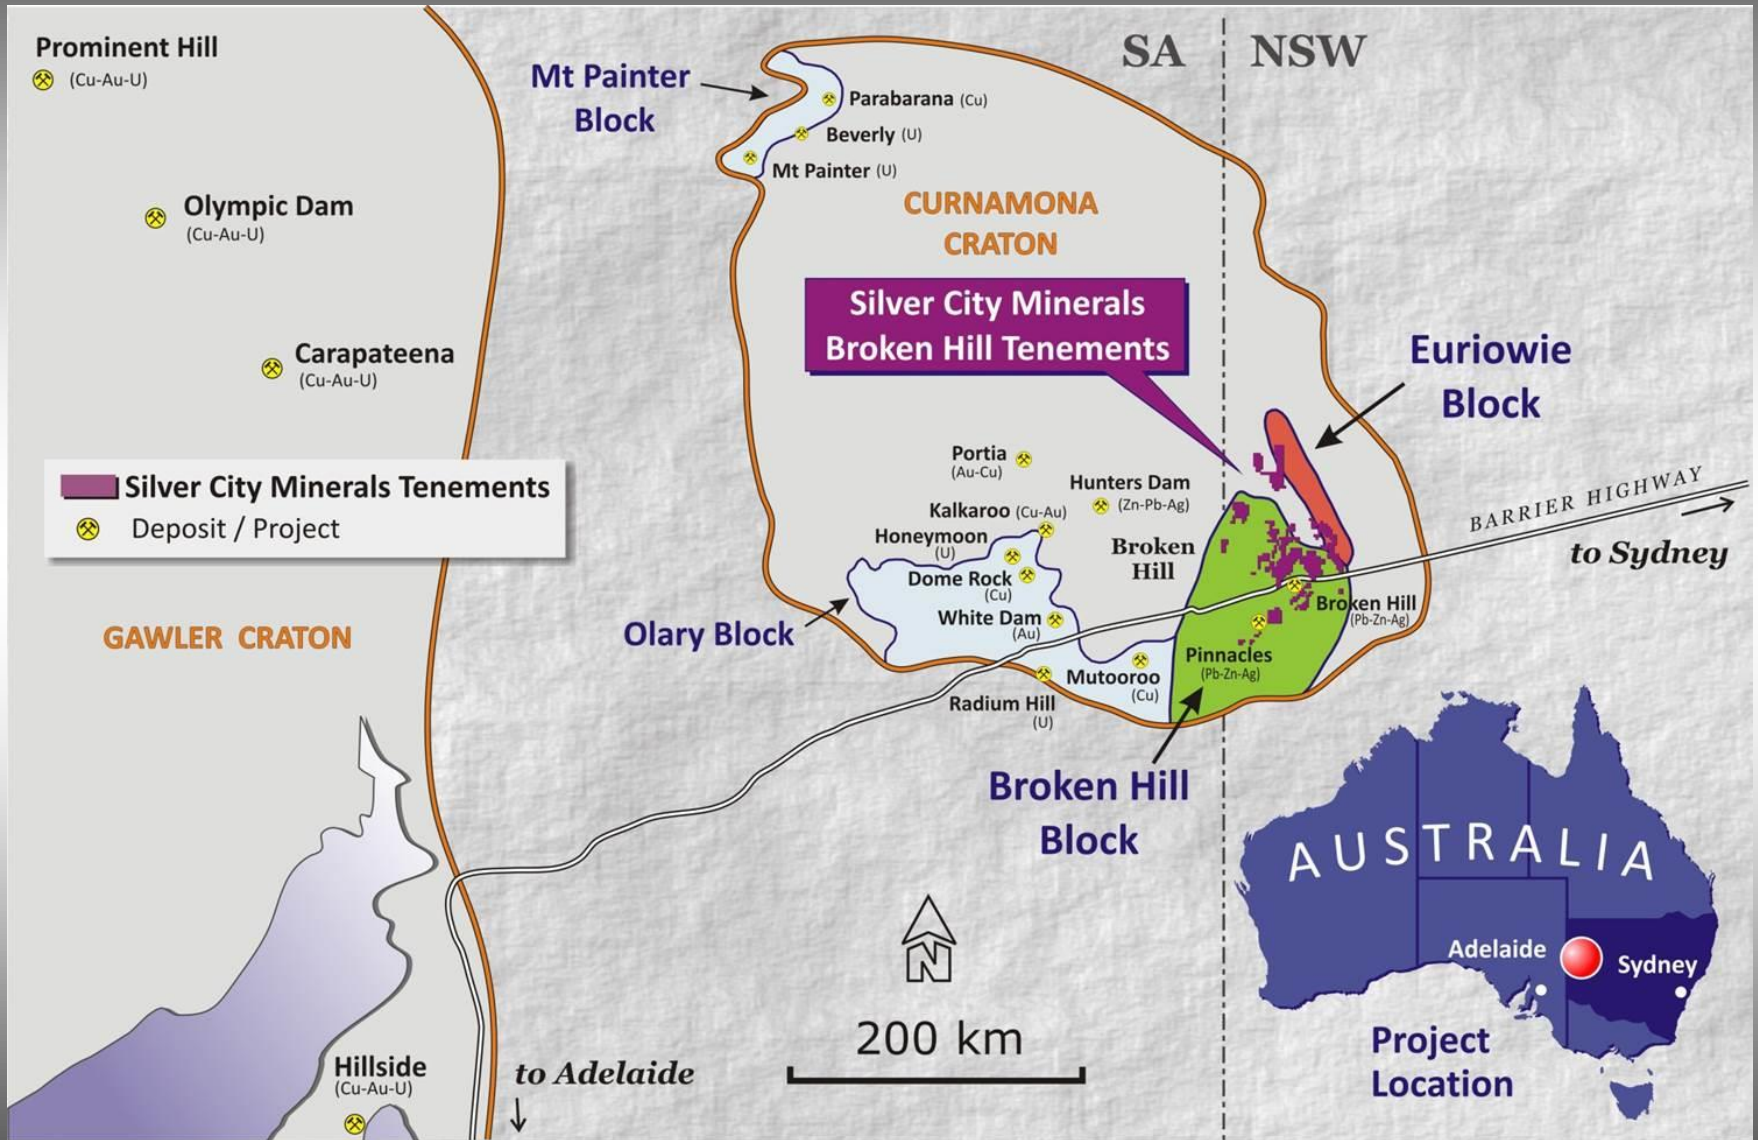 Prominent Hill
(Cu-Au-U)
Olympic Dam
(Cu-Au-U)
Carapateena
(Cu-Au-U)
Silver City Minerals Tenements
Deposit / Project
GAWLER CRATON
Hillside
(Cu-Au-U)
to Adelaide
Mt Painter
Block
Parabarana (Cu)
Beverly (U)
Mt Painter (U)
SA
NSW
CURNAMONA
CRATON
Silver City Minerals
Broken Hill Tenements
Euriowie
Block
Portia
(Au-Cu)
Hunters Dam
(Zn-Pb-Ag)
Kalkaroo (Cu-Au)
Honeymoon
(U)
Broken
Hill
Dome Rock
(Cu)
White Dam
(Au)
Olary Block
Mutooroo
(Cu)
Radium Hill
(U)
Pinnacles
(Pb-Zn-Ag)
Broken Hill
(Pb-Zn-Ag)
BARRIER HIGHWAY
to Sydney
Broken Hill
Block
N
200 km
AUSTRALIA
Adelaide
Sydney
Project
Location